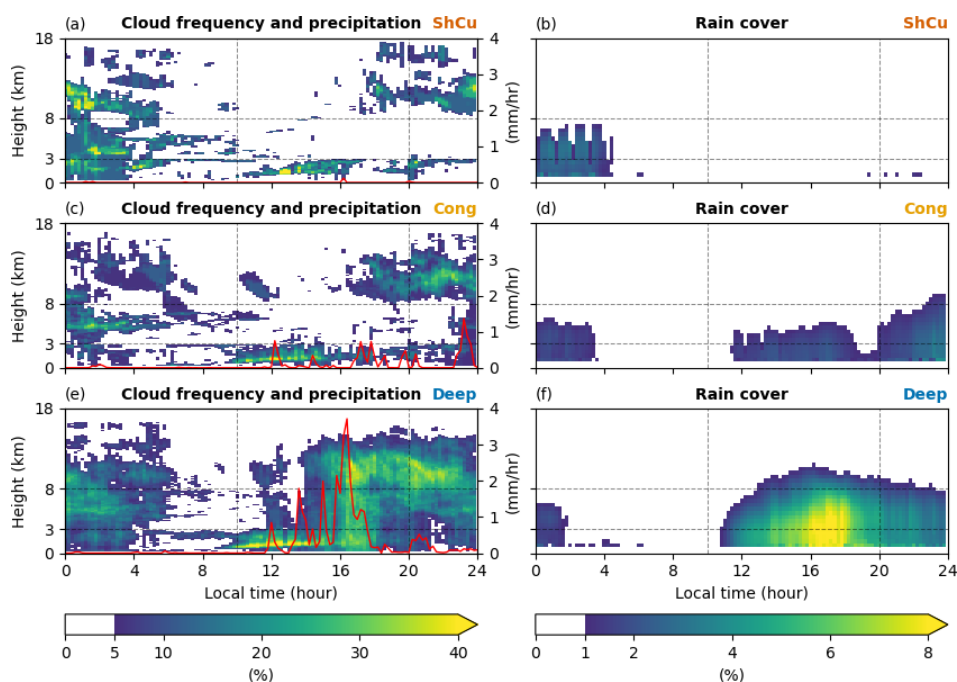 (a) Cloud frequency and precipitation ShCu
(b) Rain cover ShCu
18 4
3
8 2
1
3
0 0
Height (km)
(mm/hr)
(c) Cloud frequency and precipitation Cong
(d) Rain cover Cong
18 4
3
8 2
1
3
0 0
Height (km)
(mm/hr)
(e) Cloud frequency and precipitation Deep
(f) Rain cover Deep
18 4
3
8 2
1
3
0 0
Height (km)
(mm/hr)
0 4 8 12 16 20 24
0 4 8 12 16 20 24
Local time (hour)
Local time (hour)
0 5 10 20 30 40
0 1 2 4 6 8
(%)
(%)